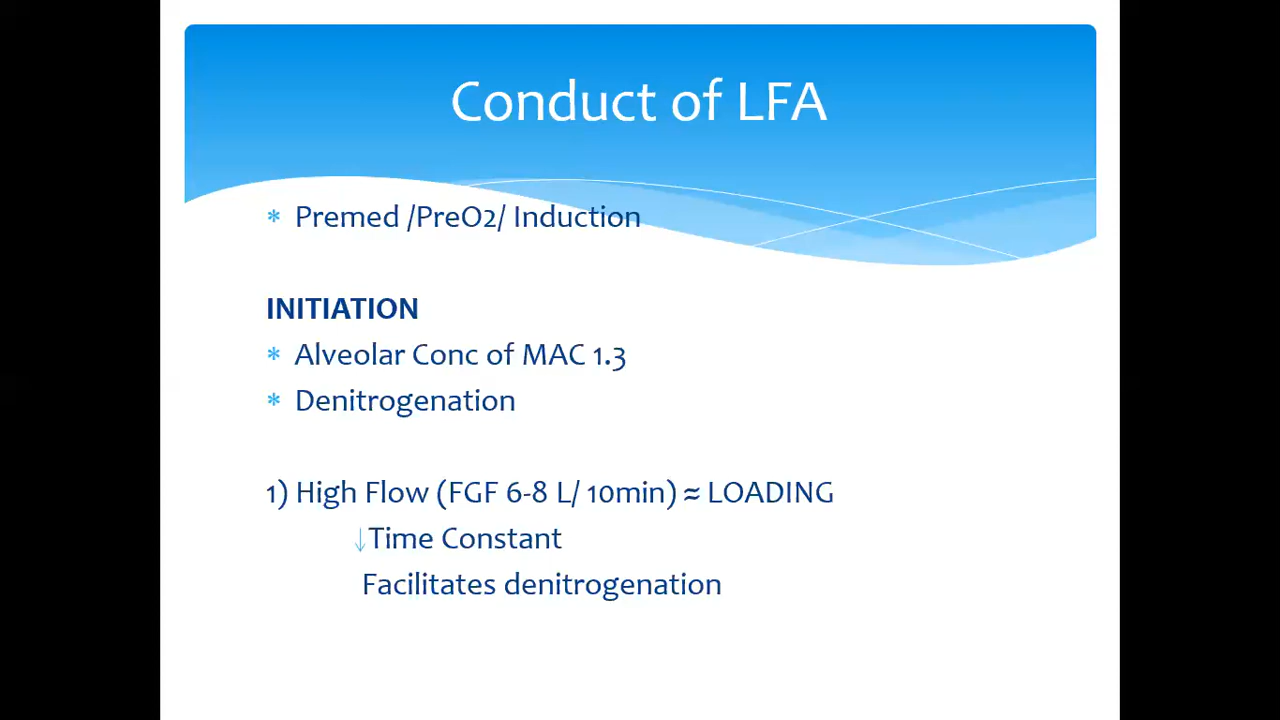 Conduct of LFA
* Premed /PreO2/ Induction
INITIATION
* Alveolar Conc of MAC 1.3
* Denitrogenation
1) High Flow (FGF 6-8 L/ 10min) ≈ LOADING
↓Time Constant
Facilitates denitrogenation